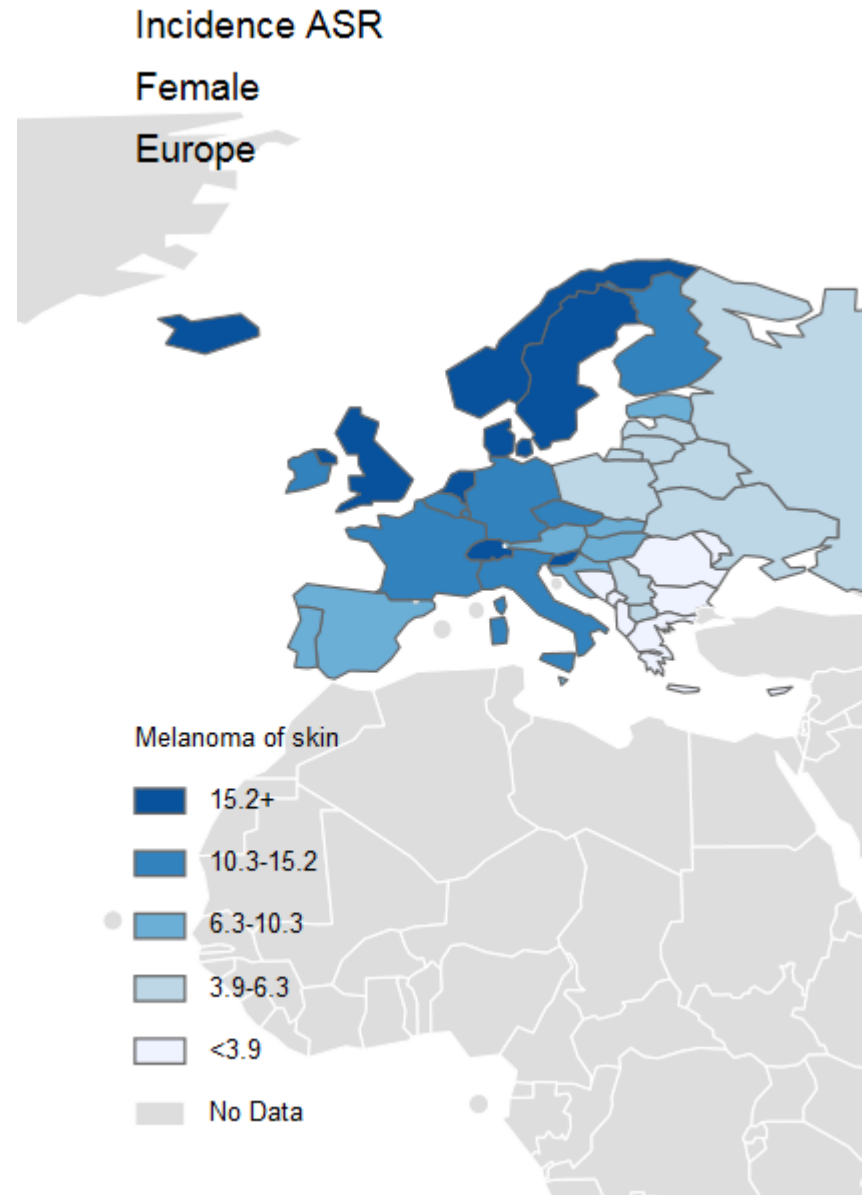 Incidence ASR
Female
Europe
Melanoma of skin
15.2+
10.3-15.2
6.3-10.3
3.9-6.3
<3.9
No Data